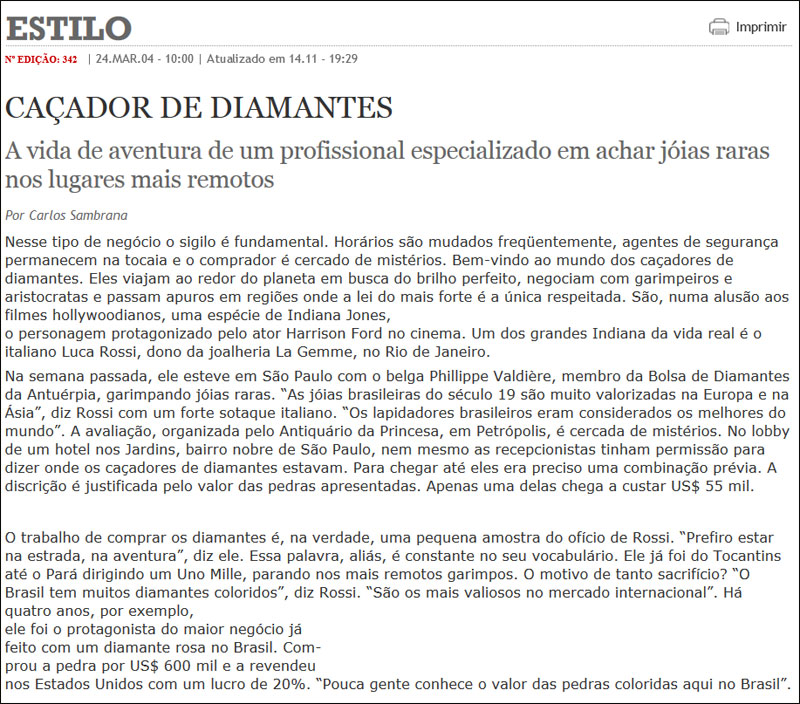 ESTILO
Imprimir
Nº EDIÇÃO: 342 | 24.MAR.04 - 10:00 | Atualizado em 14.11 - 19:29
CAÇADOR DE DIAMANTES
A vida de aventura de um profissional especializado em achar jóias raras
nos lugares mais remotos
Por Carlos Sambrana
Nesse tipo de negócio o sigilo é fundamental. Horários são mudados freqüentemente, agentes de segurança
permanecem na tocaia e o comprador é cercado de mistérios. Bem-vindo ao mundo dos caçadores de
diamantes. Eles viajam ao redor do planeta em busca do brilho perfeito, negociam com garimpeiros e
aristocratas e passam apuros em regiões onde a lei do mais forte é a única respeitada. São, numa alusão aos
filmes hollywoodianos, uma espécie de Indiana Jones,
o personagem protagonizado pelo ator Harrison Ford no cinema. Um dos grandes Indiana da vida real é o
italiano Luca Rossi, dono da joalheria La Gemme, no Rio de Janeiro.
Na semana passada, ele esteve em São Paulo com o belga Phillippe Valdière, membro da Bolsa de Diamantes
da Antuérpia, garimpando jóias raras. “As jóias brasileiras do século 19 são muito valorizadas na Europa e na
Ásia”, diz Rossi com um forte sotaque italiano. “Os lapidadores brasileiros eram considerados os melhores do
mundo”. A avaliação, organizada pelo Antiquário da Princesa, em Petrópolis, é cercada de mistérios. No lobby
de um hotel nos Jardins, bairro nobre de São Paulo, nem mesmo as recepcionistas tinham permissão para
dizer onde os caçadores de diamantes estavam. Para chegar até eles era preciso uma combinação prévia. A
discrição é justificada pelo valor das pedras apresentadas. Apenas uma delas chega a custar US$ 55 mil.
O trabalho de comprar os diamantes é, na verdade, uma pequena amostra do ofício de Rossi. “Prefiro estar
na estrada, na aventura”, diz ele. Essa palavra, aliás, é constante no seu vocabulário. Ele já foi do Tocantins
até o Pará dirigindo um Uno Mille, parando nos mais remotos garimpos. O motivo de tanto sacrifício? “O
Brasil tem muitos diamantes coloridos”, diz Rossi. “São os mais valiosos no mercado internacional”. Há
quatro anos, por exemplo,
ele foi o protagonista do maior negócio já
feito com um diamante rosa no Brasil. Com-
prou a pedra por US$ 600 mil e a revendeu
nos Estados Unidos com um lucro de 20%. “Pouca gente conhece o valor das pedras coloridas aqui no Brasil”.